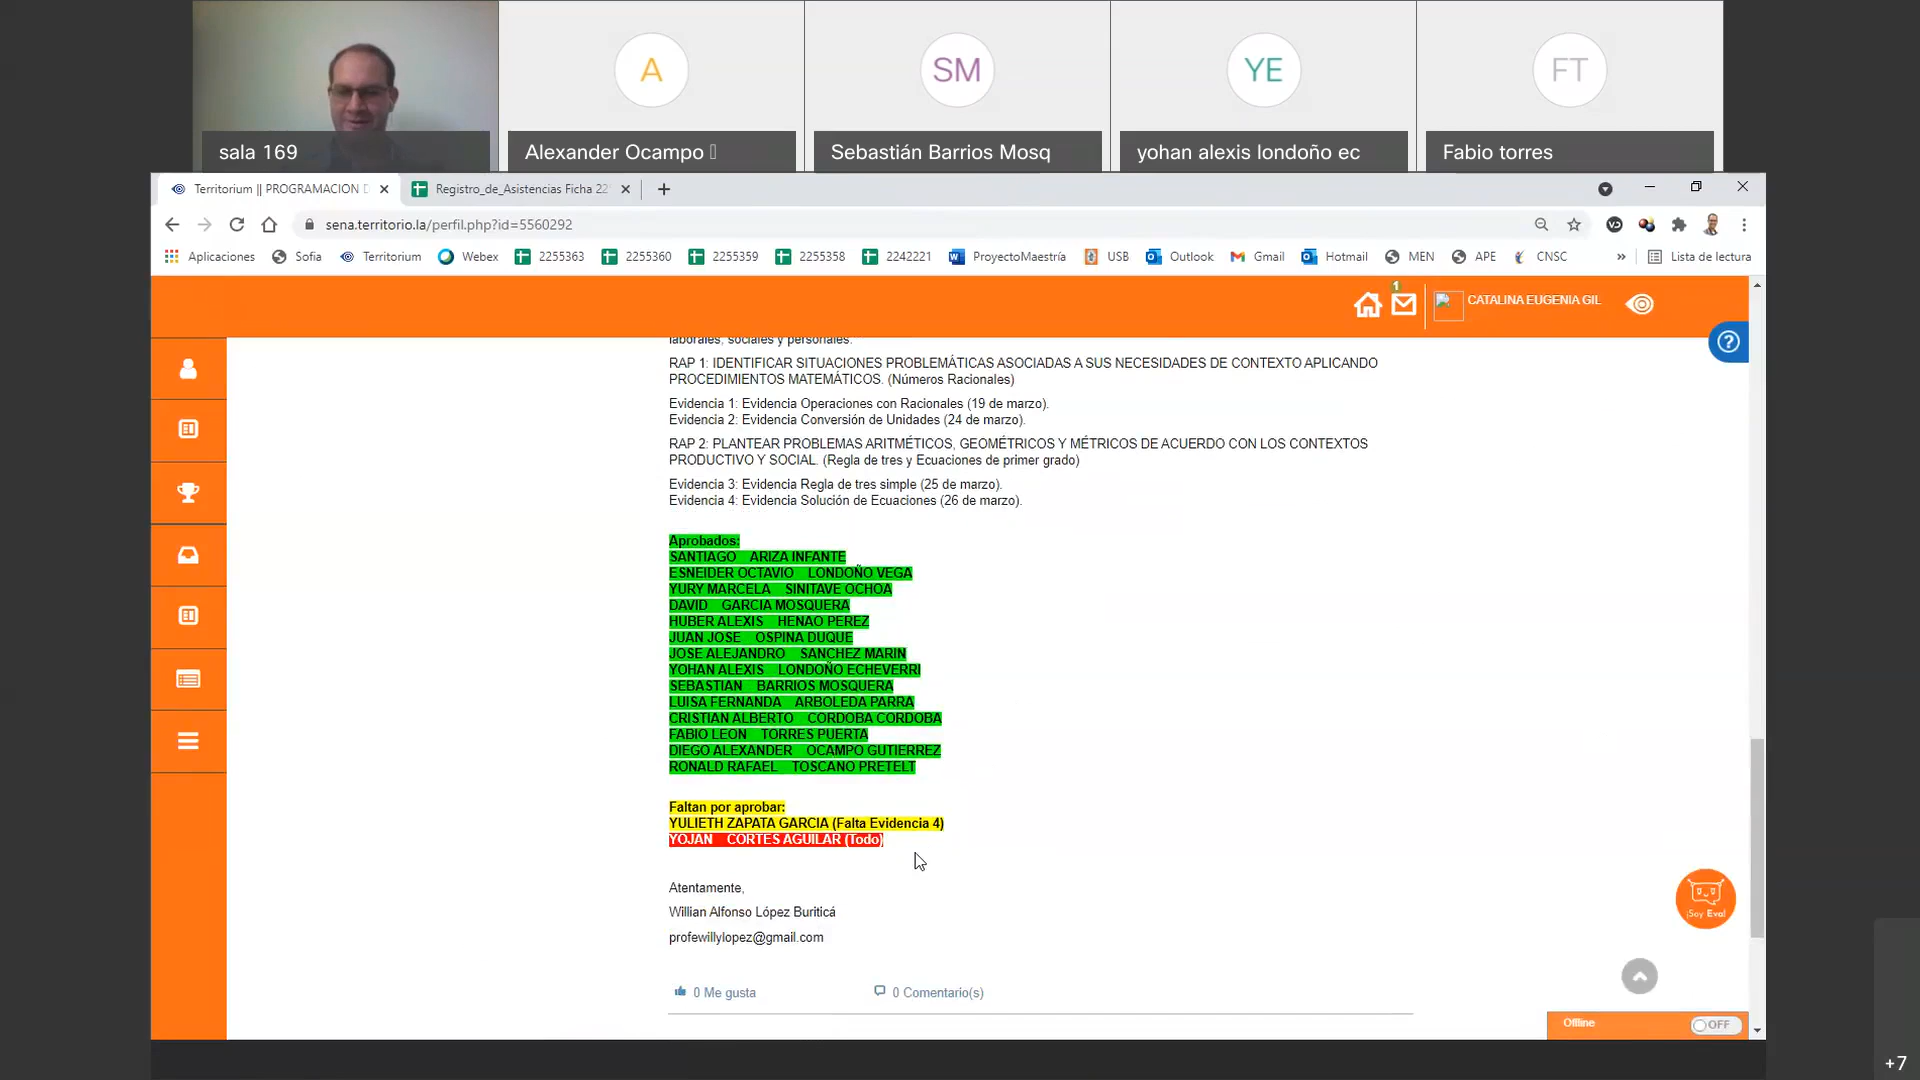 A
SM
YE
FT
sala 169
Alexander Ocampo
Sebastián Barrios Mosq
yohan alexis londoño ec
Fabio torres
Territorium || PROGRAMACION D
Registro_de_Asistencias Ficha 22
sena.territorio.la/perfil.php?id=5560292
Aplicaciones
Sofia
Territorium
Webex
2255363
2255360
2255359
2255358
2242221
ProyectoMaestría
USB
Outlook
Gmail
Hotmail
MEN
APE
CNSC
»
Lista de lectura
1
CATALINA EUGENIA GIL
laborales, sociales y personales.
RAP 1: IDENTIFICAR SITUACIONES PROBLEMÁTICAS ASOCIADAS A SUS NECESIDADES DE CONTEXTO APLICANDO
PROCEDIMIENTOS MATEMÁTICOS. (Números Racionales)
Evidencia 1: Evidencia Operaciones con Racionales (19 de marzo).
Evidencia 2: Evidencia Conversión de Unidades (24 de marzo).
RAP 2: PLANTEAR PROBLEMAS ARITMÉTICOS, GEOMÉTRICOS Y MÉTRICOS DE ACUERDO CON LOS CONTEXTOS
PRODUCTIVO Y SOCIAL. (Regla de tres y Ecuaciones de primer grado)
Evidencia 3: Evidencia Regla de tres simple (25 de marzo).
Evidencia 4: Evidencia Solución de Ecuaciones (26 de marzo).
Aprobados:
SANTIAGO ARIZA INFANTE
ESNEIDER OCTAVIO LONDOÑO VEGA
YURY MARCELA SINITAVE OCHOA
DAVID GARCIA MOSQUERA
HUBER ALEXIS HENAO PEREZ
JUAN JOSE OSPINA DUQUE
JOSE ALEJANDRO SANCHEZ MARIN
YOHAN ALEXIS LONDOÑO ECHEVERRI
SEBASTIAN BARRIOS MOSQUERA
LUISA FERNANDA ARBOLEDA PARRA
CRISTIAN ALBERTO CORDOBA CORDOBA
FABIO LEON TORRES PUERTA
DIEGO ALEXANDER OCAMPO GUTIERREZ
RONALD RAFAEL TOSCANO PRETELT
Faltan por aprobar:
YULIETH ZAPATA GARCIA (Falta Evidencia 4)
YOJAN CORTES AGUILAR (Todo)
Atentamente,
Willian Alfonso López Buriticá
profewillylopez@gmail.com
0 Me gusta
0 Comentario(s)
¡Soy Eva!
Offline
OFF
+7